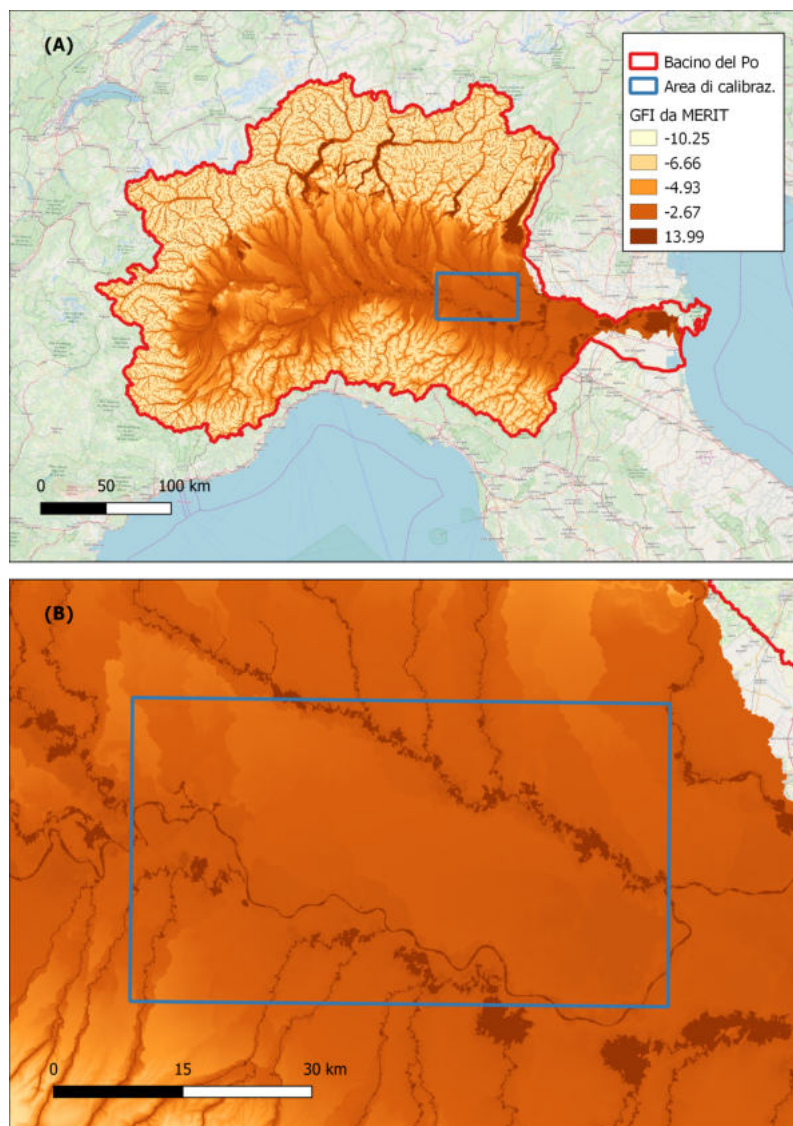 (A)
Bacino del Po
Area di calibraz.
GFI da MERIT
-10.25
-6.66
-4.93
-2.67
13.99
0 50 100 km
(B)
0 15 30 km